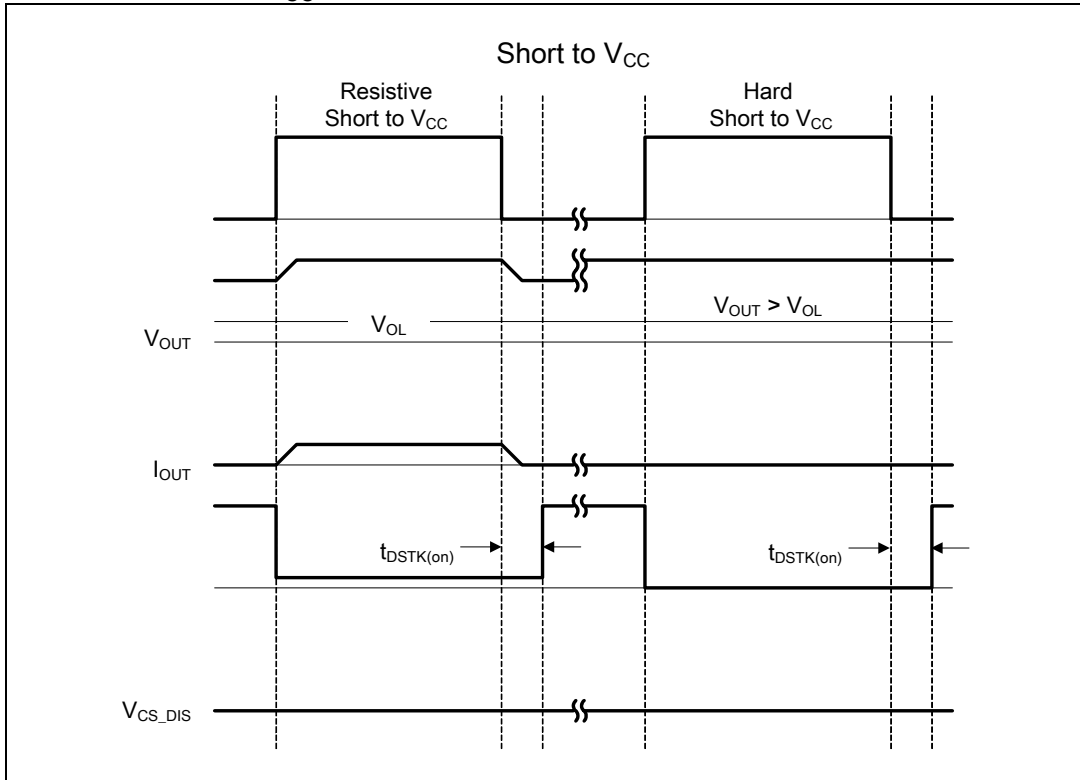 Short to VCC
Resistive
Short to VCC
Hard
Short to VCC
VOUT > VOL
VOL
VOUT
IOUT
tDSTK(on)
tDSTK(on)
VCS_DIS